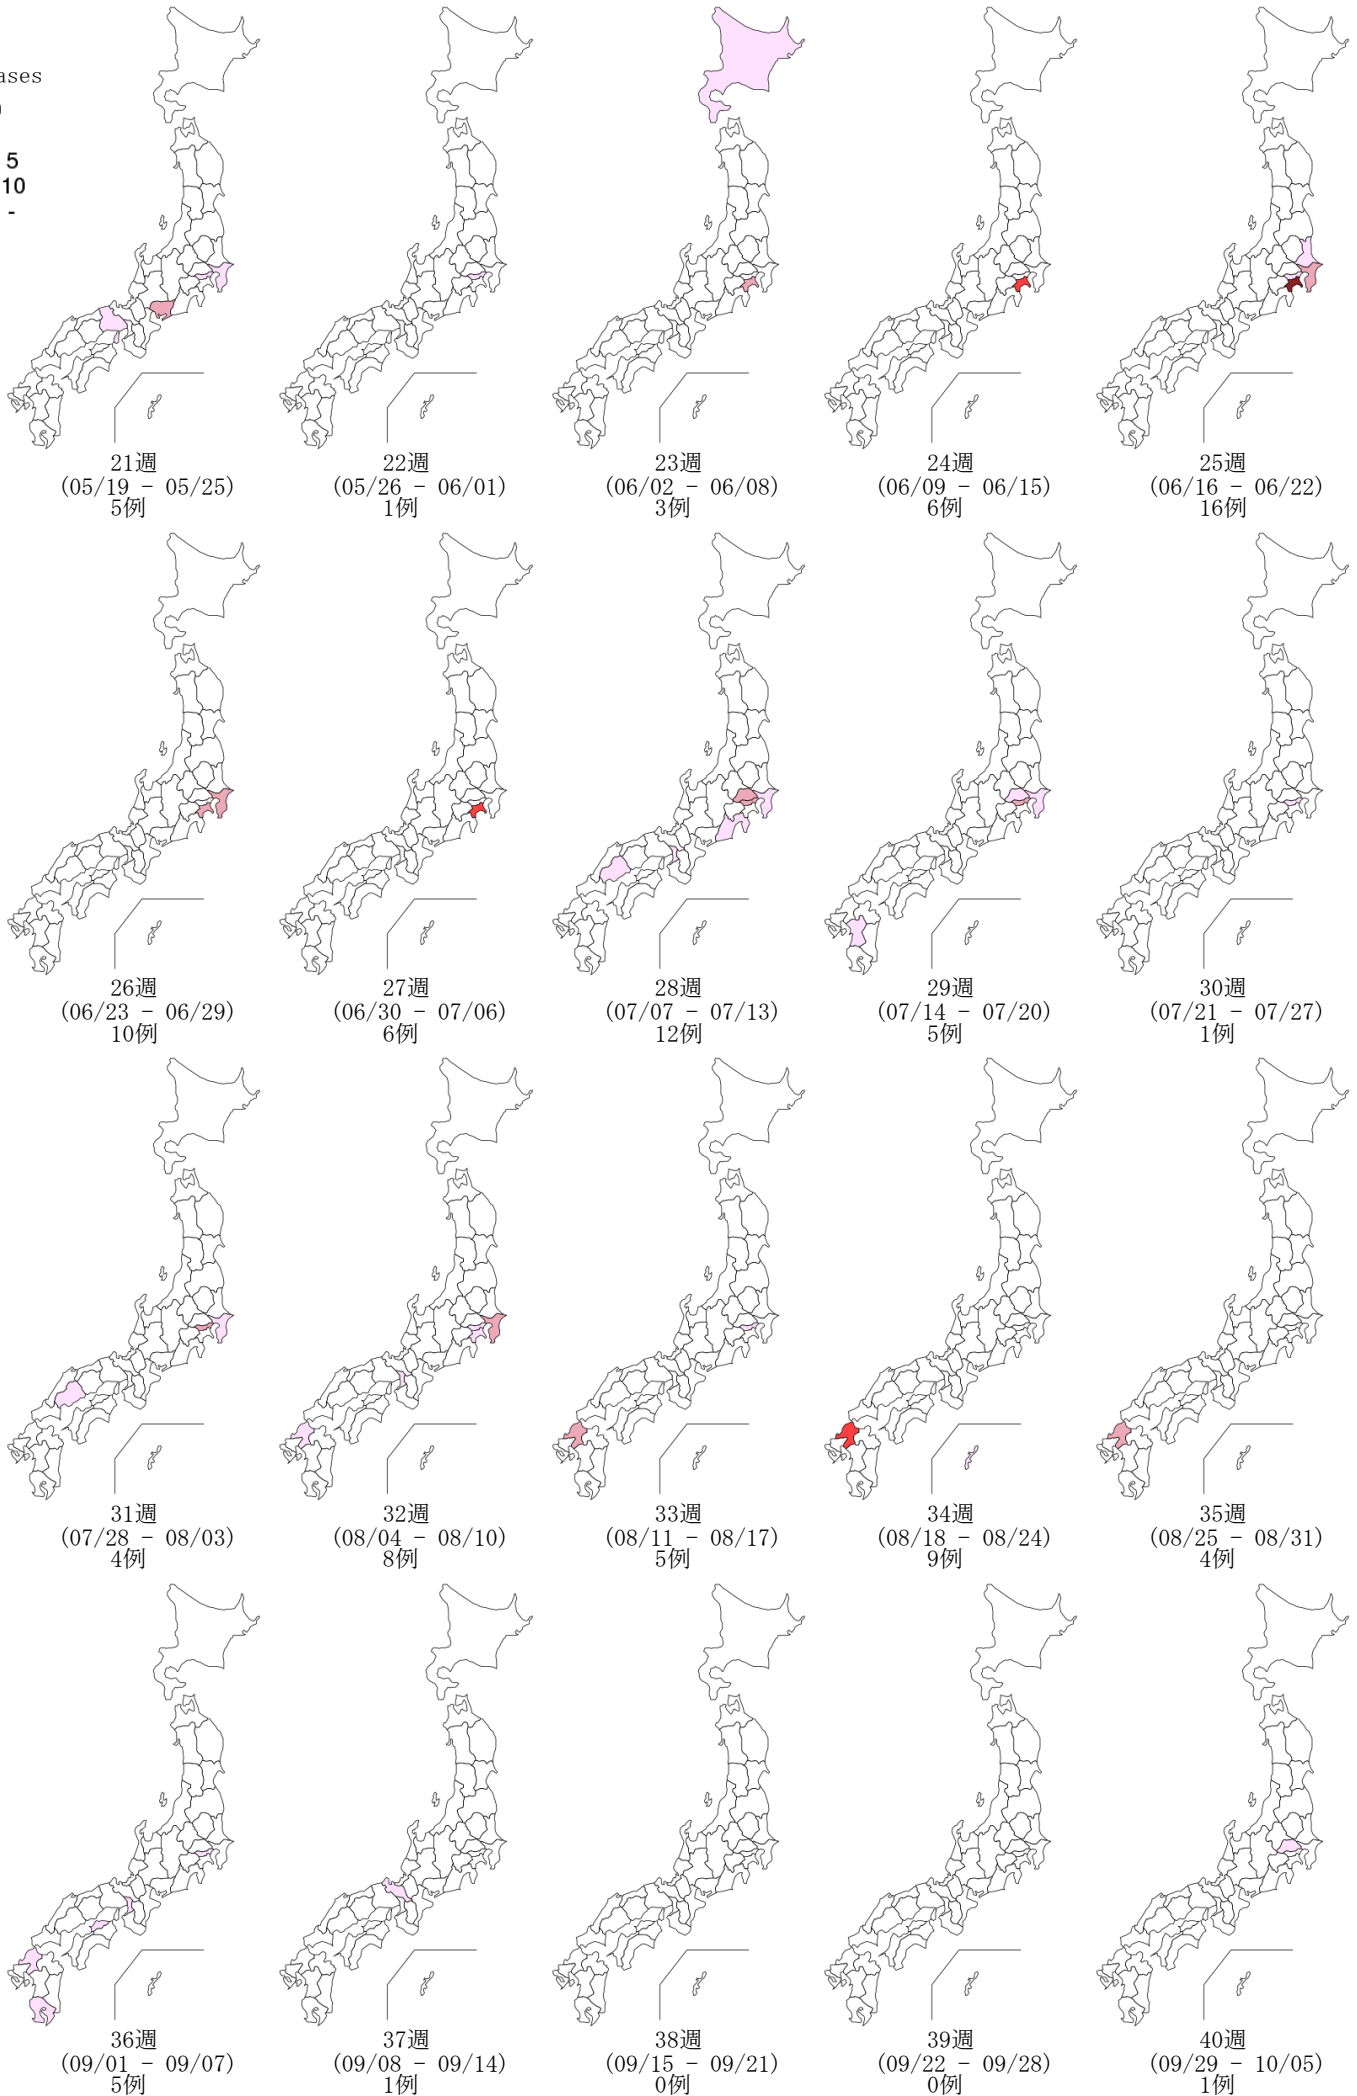 5
10
-
21週
(05/19 - 05/25)
5例
22週
(05/26 - 06/01)
1例
23週
(06/02 - 06/08)
3例
24週
(06/09 - 06/15)
6例
25週
(06/16 - 06/22)
16例
26週
(06/23 - 06/29)
10例
27週
(06/30 - 07/06)
6例
28週
(07/07 - 07/13)
12例
29週
(07/14 - 07/20)
5例
30週
(07/21 - 07/27)
1例
31週
(07/28 - 08/03)
4例
32週
(08/04 - 08/10)
8例
33週
(08/11 - 08/17)
5例
34週
(08/18 - 08/24)
9例
35週
(08/25 - 08/31)
4例
36週
(09/01 - 09/07)
5例
37週
(09/08 - 09/14)
1例
38週
(09/15 - 09/21)
0例
39週
(09/22 - 09/28)
0例
40週
(09/29 - 10/05)
1例